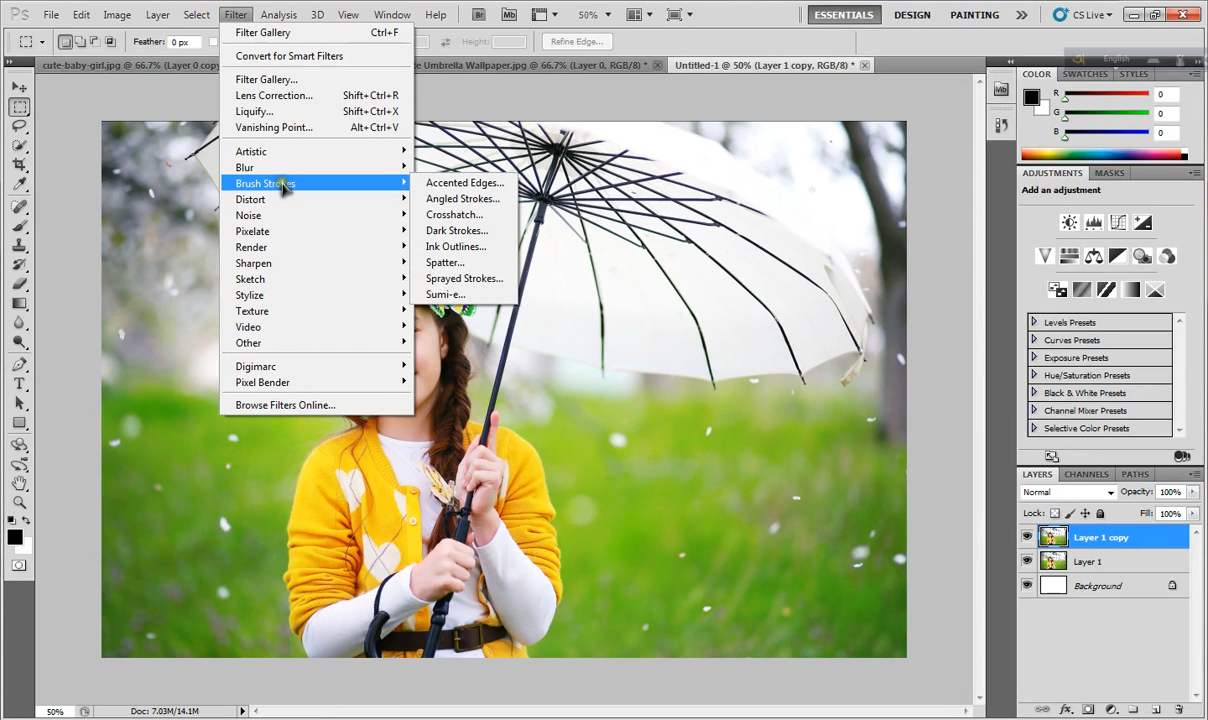 Ps File Edit Image Layer Select Filter Analysis 3D View Window Help Br Mb 50% ESSENTIALS DESIGN PAINTING CS Live
Feather: 0 px Height: Refine Edge...
cute-baby-girl.jpg @ 66.7% (Layer 0 copy
te Umbrella Wallpaper.jpg @ 66.7% (Layer 0, RGB/8) *
Untitled-1 @ 50% (Layer 1 copy, RGB/8) *
English
Filter Gallery Ctrl+F
Convert for Smart Filters
Filter Gallery...
Lens Correction... Shift+Ctrl+R
Liquify... Shift+Ctrl+X
Vanishing Point... Alt+Ctrl+V
Artistic
Blur
Brush Strokes
Distort
Noise
Pixelate
Render
Sharpen
Sketch
Stylize
Texture
Video
Other
Digimarc
Pixel Bender
Browse Filters Online...
Accented Edges...
Angled Strokes...
Crosshatch...
Dark Strokes...
Ink Outlines...
Spatter...
Sprayed Strokes...
Sumi-e...
Mb
COLOR SWATCHES STYLES
R 0
G 0
B 0
ADJUSTMENTS MASKS
Add an adjustment
Levels Presets
Curves Presets
Exposure Presets
Hue/Saturation Presets
Black & White Presets
Channel Mixer Presets
Selective Color Presets
LAYERS CHANNELS PATHS
Normal Opacity: 100%
Lock: Fill: 100%
Layer 1 copy
Layer 1
Background
50% Doc: 7.03M/14.1M